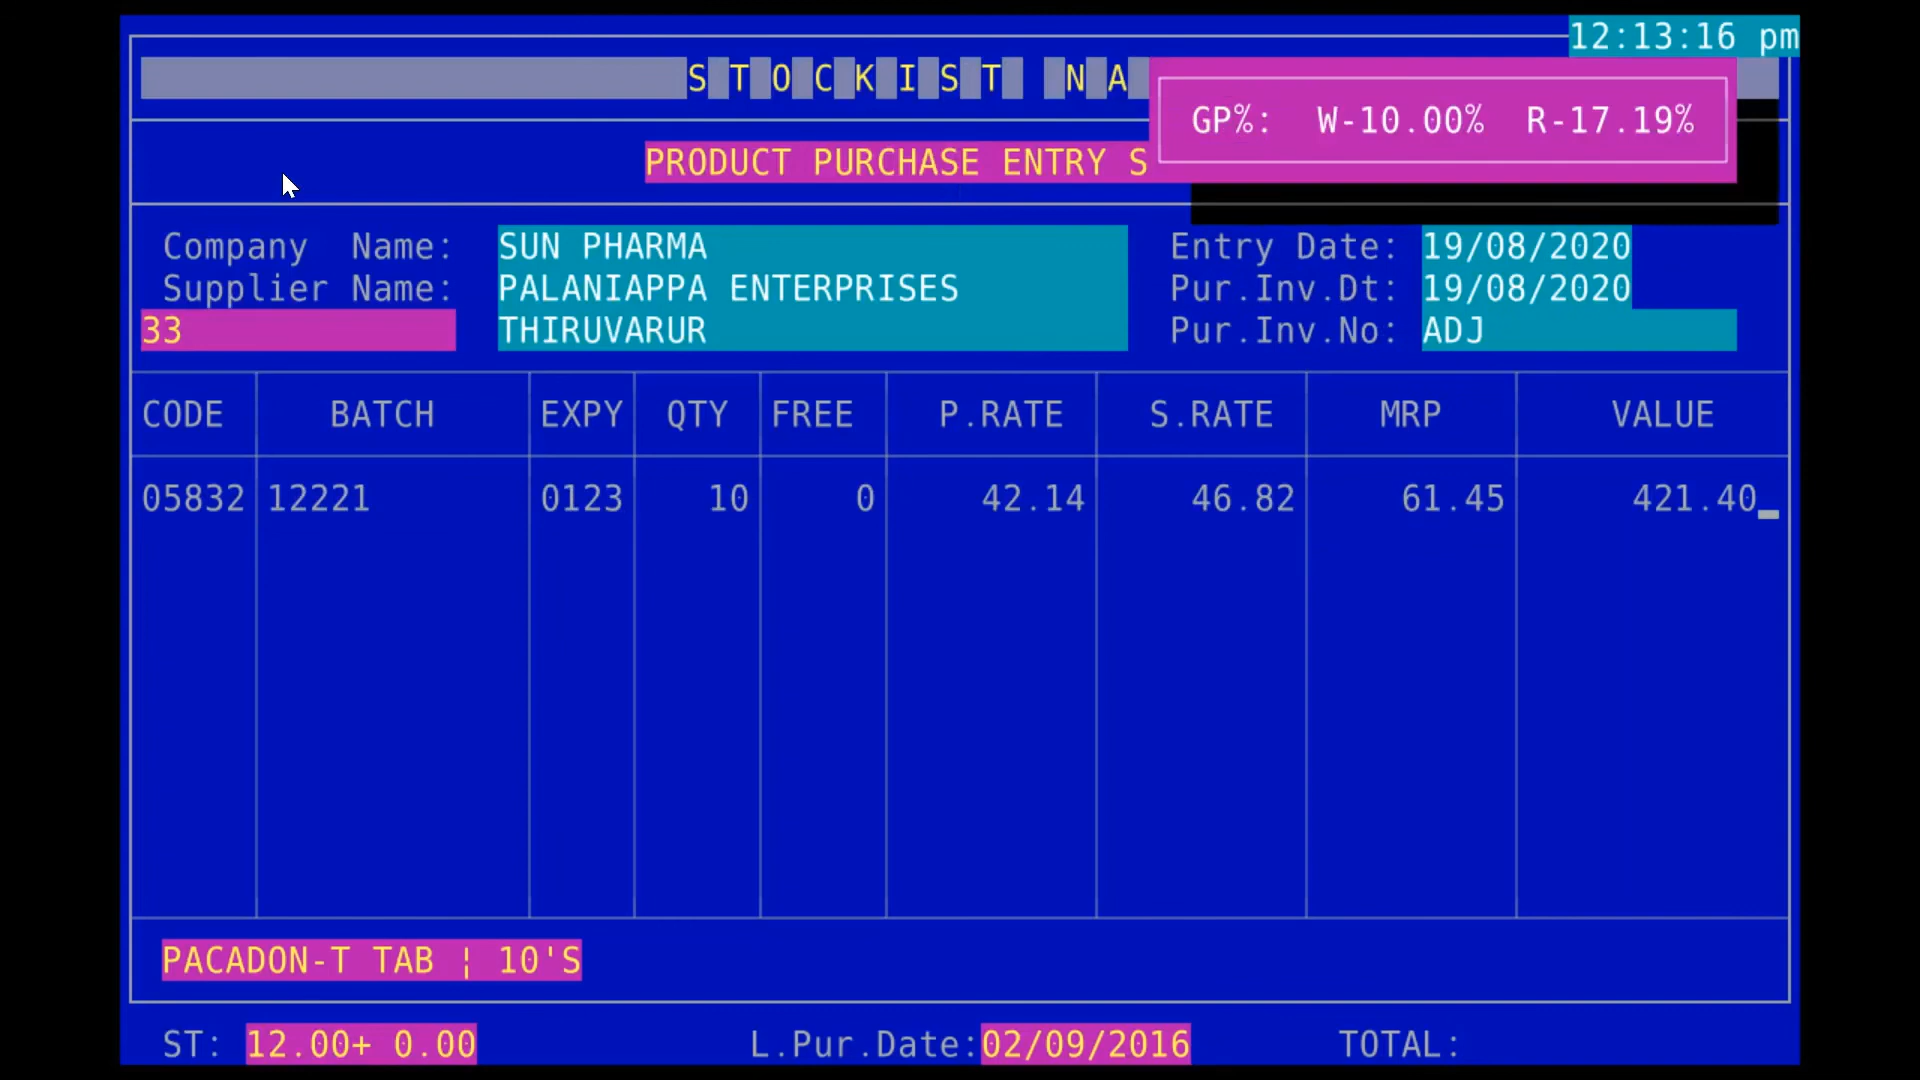 12:13:16 pm
S T O C K I S T   N A
GP%:  W-10.00%  R-17.19%
PRODUCT PURCHASE ENTRY S
Company  Name: SUN PHARMA Entry Date: 19/08/2020
Supplier Name: PALANIAPPA ENTERPRISES Pur.Inv.Dt: 19/08/2020
33 THIRUVARUR Pur.Inv.No: ADJ
CODE BATCH EXPY QTY FREE P.RATE S.RATE MRP VALUE
05832 12221 0123 10 0 42.14 46.82 61.45 421.40
PACADON-T TAB ¦ 10'S
ST: 12.00+ 0.00 L.Pur.Date:02/09/2016 TOTAL: